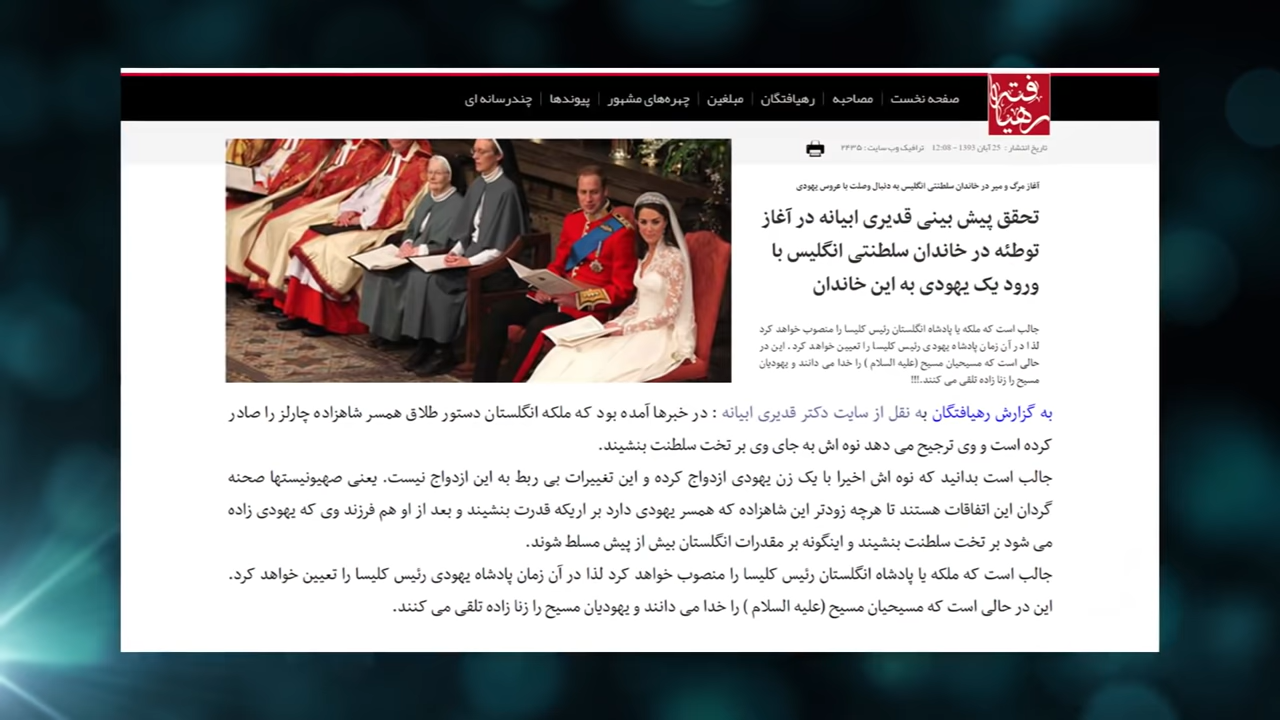 رهیافته
صفحه نخست | مصاحبه | رهیافتگان | مبلغین | چهره‌های مشهور | پیوندها | چندرسانه ای
تاریخ انتشار : 25 آبان 1393 - 12:08 ترافیک وب سایت : ۲۴۳۵
آغاز مرگ و میر در خاندان سلطنتی انگلیس به دنبال وصلت با عروس یهودی
تحقق پیش بینی قدیری ابیانه در آغاز
توطئه در خاندان سلطنتی انگلیس با
ورود یک یهودی به این خاندان
جالب است که ملکه یا پادشاه انگلستان رئیس کلیسا را منصوب خواهد کرد
لذا در آن زمان پادشاه یهودی رئیس کلیسا را تعیین خواهد کرد . این در
حالی است که مسیحیان مسیح (علیه السلام ) را خدا می دانند و یهودیان
مسیح را زنا زاده تلقی می کنند.!!!
به گزارش رهیافتگان به نقل از سایت دکتر قدیری ابیانه : در خبرها آمده بود که ملکه انگلستان دستور طلاق همسر شاهزاده چارلز را صادر
کرده است و وی ترجیح می دهد نوه اش به جای وی بر تخت سلطنت بنشیند.
جالب است بدانید که نوه اش اخیرا با یک زن یهودی ازدواج کرده و این تغییرات بی ربط به این ازدواج نیست. یعنی صهیونیستها صحنه
گردان این اتفاقات هستند تا هرچه زودتر این شاهزاده که همسر یهودی دارد بر اریکه قدرت بنشیند و بعد از او هم فرزند وی که یهودی زاده
می شود بر تخت سلطنت بنشیند و اینگونه بر مقدرات انگلستان بیش از پیش مسلط شوند.
جالب است که ملکه یا پادشاه انگلستان رئیس کلیسا را منصوب خواهد کرد لذا در آن زمان پادشاه یهودی رئیس کلیسا را تعیین خواهد کرد.
این در حالی است که مسیحیان مسیح (علیه السلام ) را خدا می دانند و یهودیان مسیح را زنا زاده تلقی می کنند.